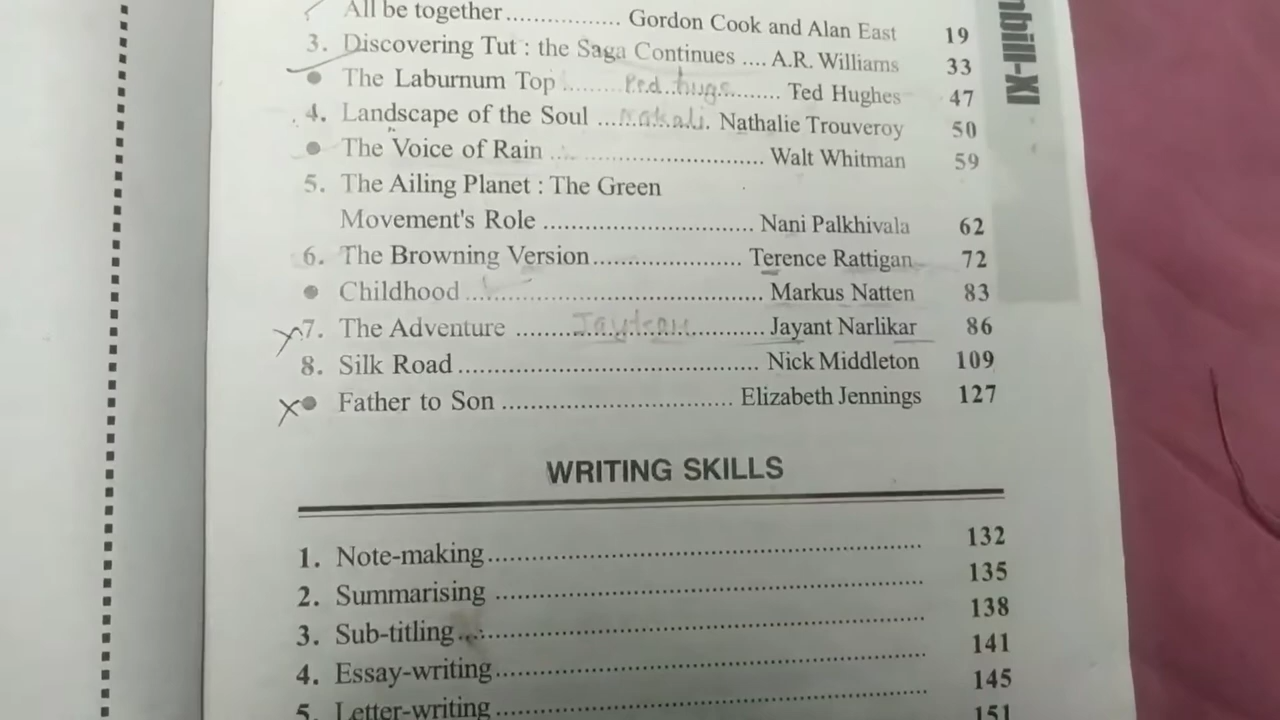 All be together ................. Gordon Cook and Alan East 19
3. Discovering Tut : the Saga Continues .... A.R. Williams 33
● The Laburnum Top .................. Ted Hughes 47
4. Landscape of the Soul .................. Nathalie Trouveroy 50
● The Voice of Rain .................................. Walt Whitman 59
5. The Ailing Planet : The Green
Movement's Role ................................. Nani Palkhivala 62
6. The Browning Version....................... Terence Rattigan 72
● Childhood ............................................. Markus Natten 83
7. The Adventure ...................................... Jayant Narlikar 86
8. Silk Road .............................................. Nick Middleton 109
● Father to Son .................................... Elizabeth Jennings 127
WRITING SKILLS
1. Note-making.................................................................. 132
2. Summarising ................................................................. 135
3. Sub-titling...................................................................... 138
4. Essay-writing................................................................. 141
5. Letter-writing................................................................. 145
151
bill-XI